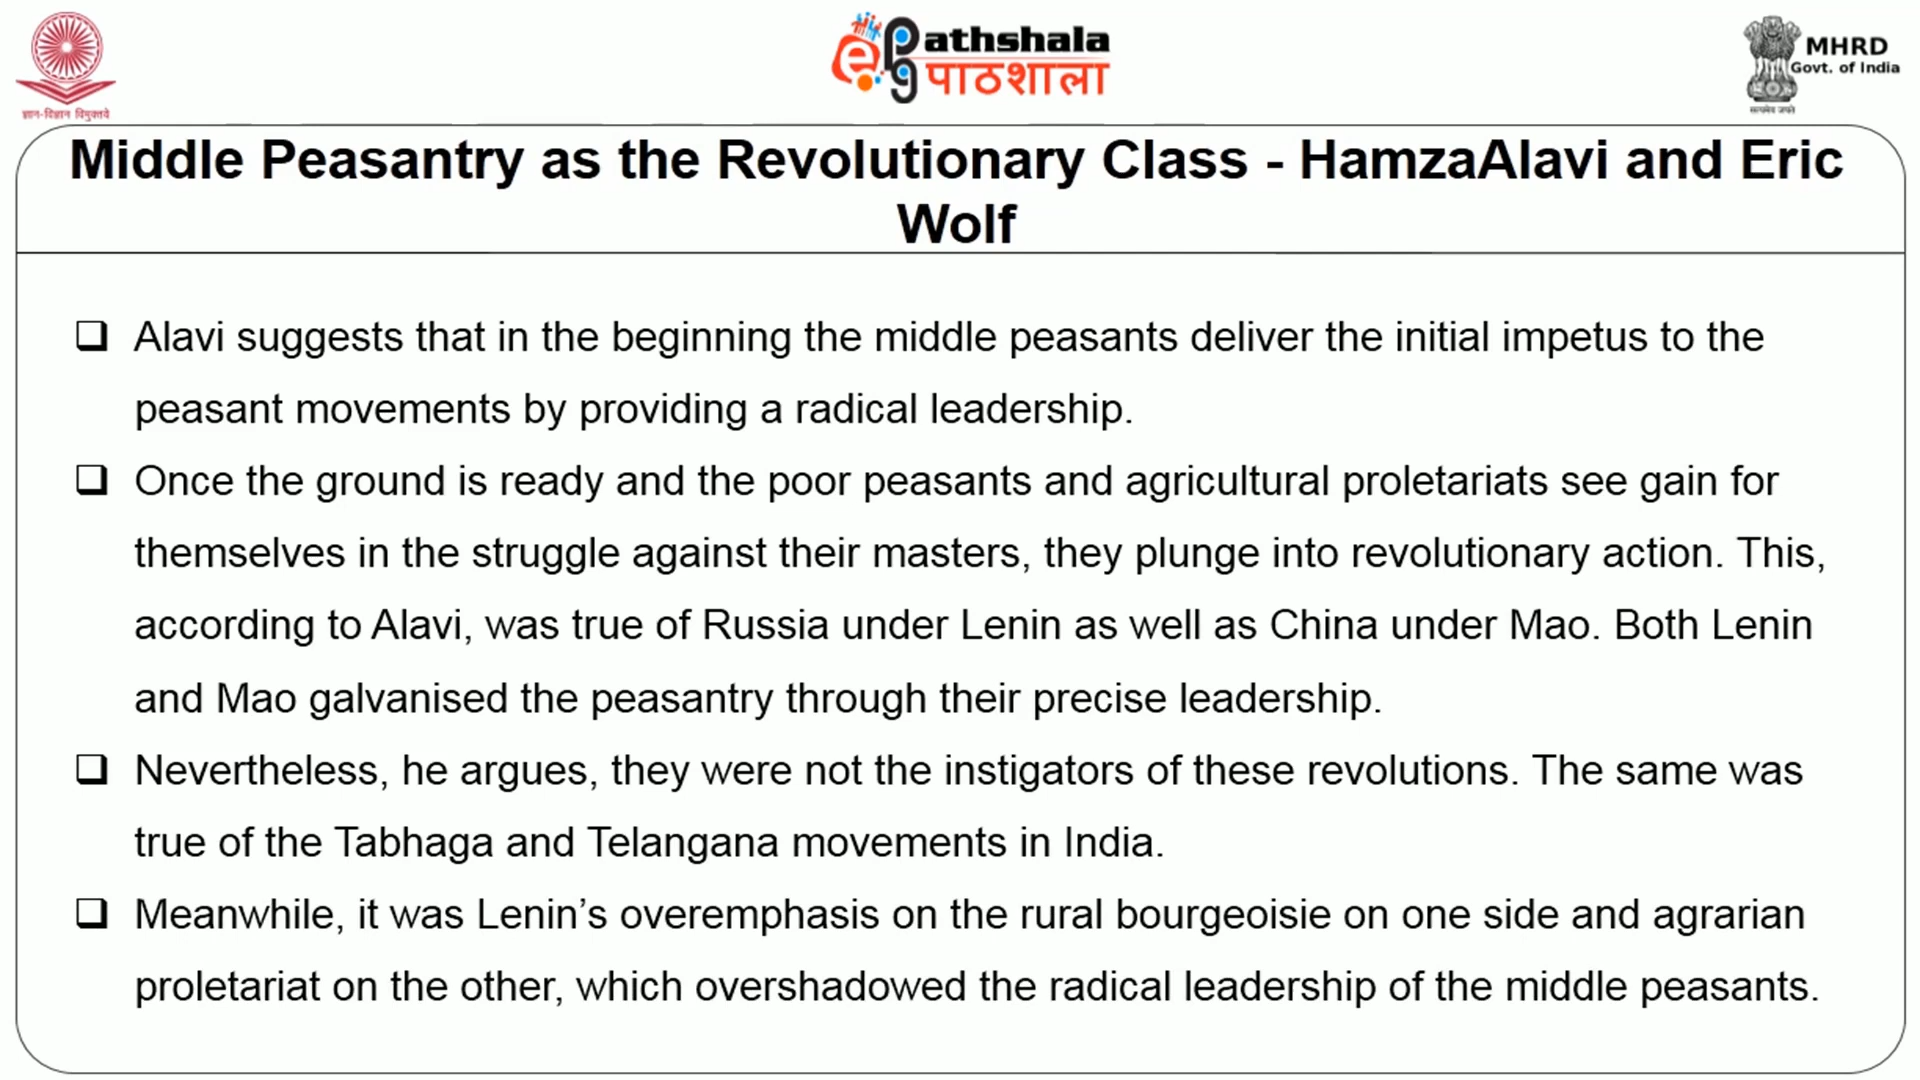 ज्ञान-विज्ञान विमुक्तये
e PG Pathshala
पाठशाला
MHRD
Govt. of India
सत्यमेव जयते
Middle Peasantry as the Revolutionary Class - HamzaAlavi and Eric
Wolf
❑ Alavi suggests that in the beginning the middle peasants deliver the initial impetus to the
peasant movements by providing a radical leadership.
❑ Once the ground is ready and the poor peasants and agricultural proletariats see gain for
themselves in the struggle against their masters, they plunge into revolutionary action. This,
according to Alavi, was true of Russia under Lenin as well as China under Mao. Both Lenin
and Mao galvanised the peasantry through their precise leadership.
❑ Nevertheless, he argues, they were not the instigators of these revolutions. The same was
true of the Tabhaga and Telangana movements in India.
❑ Meanwhile, it was Lenin’s overemphasis on the rural bourgeoisie on one side and agrarian
proletariat on the other, which overshadowed the radical leadership of the middle peasants.